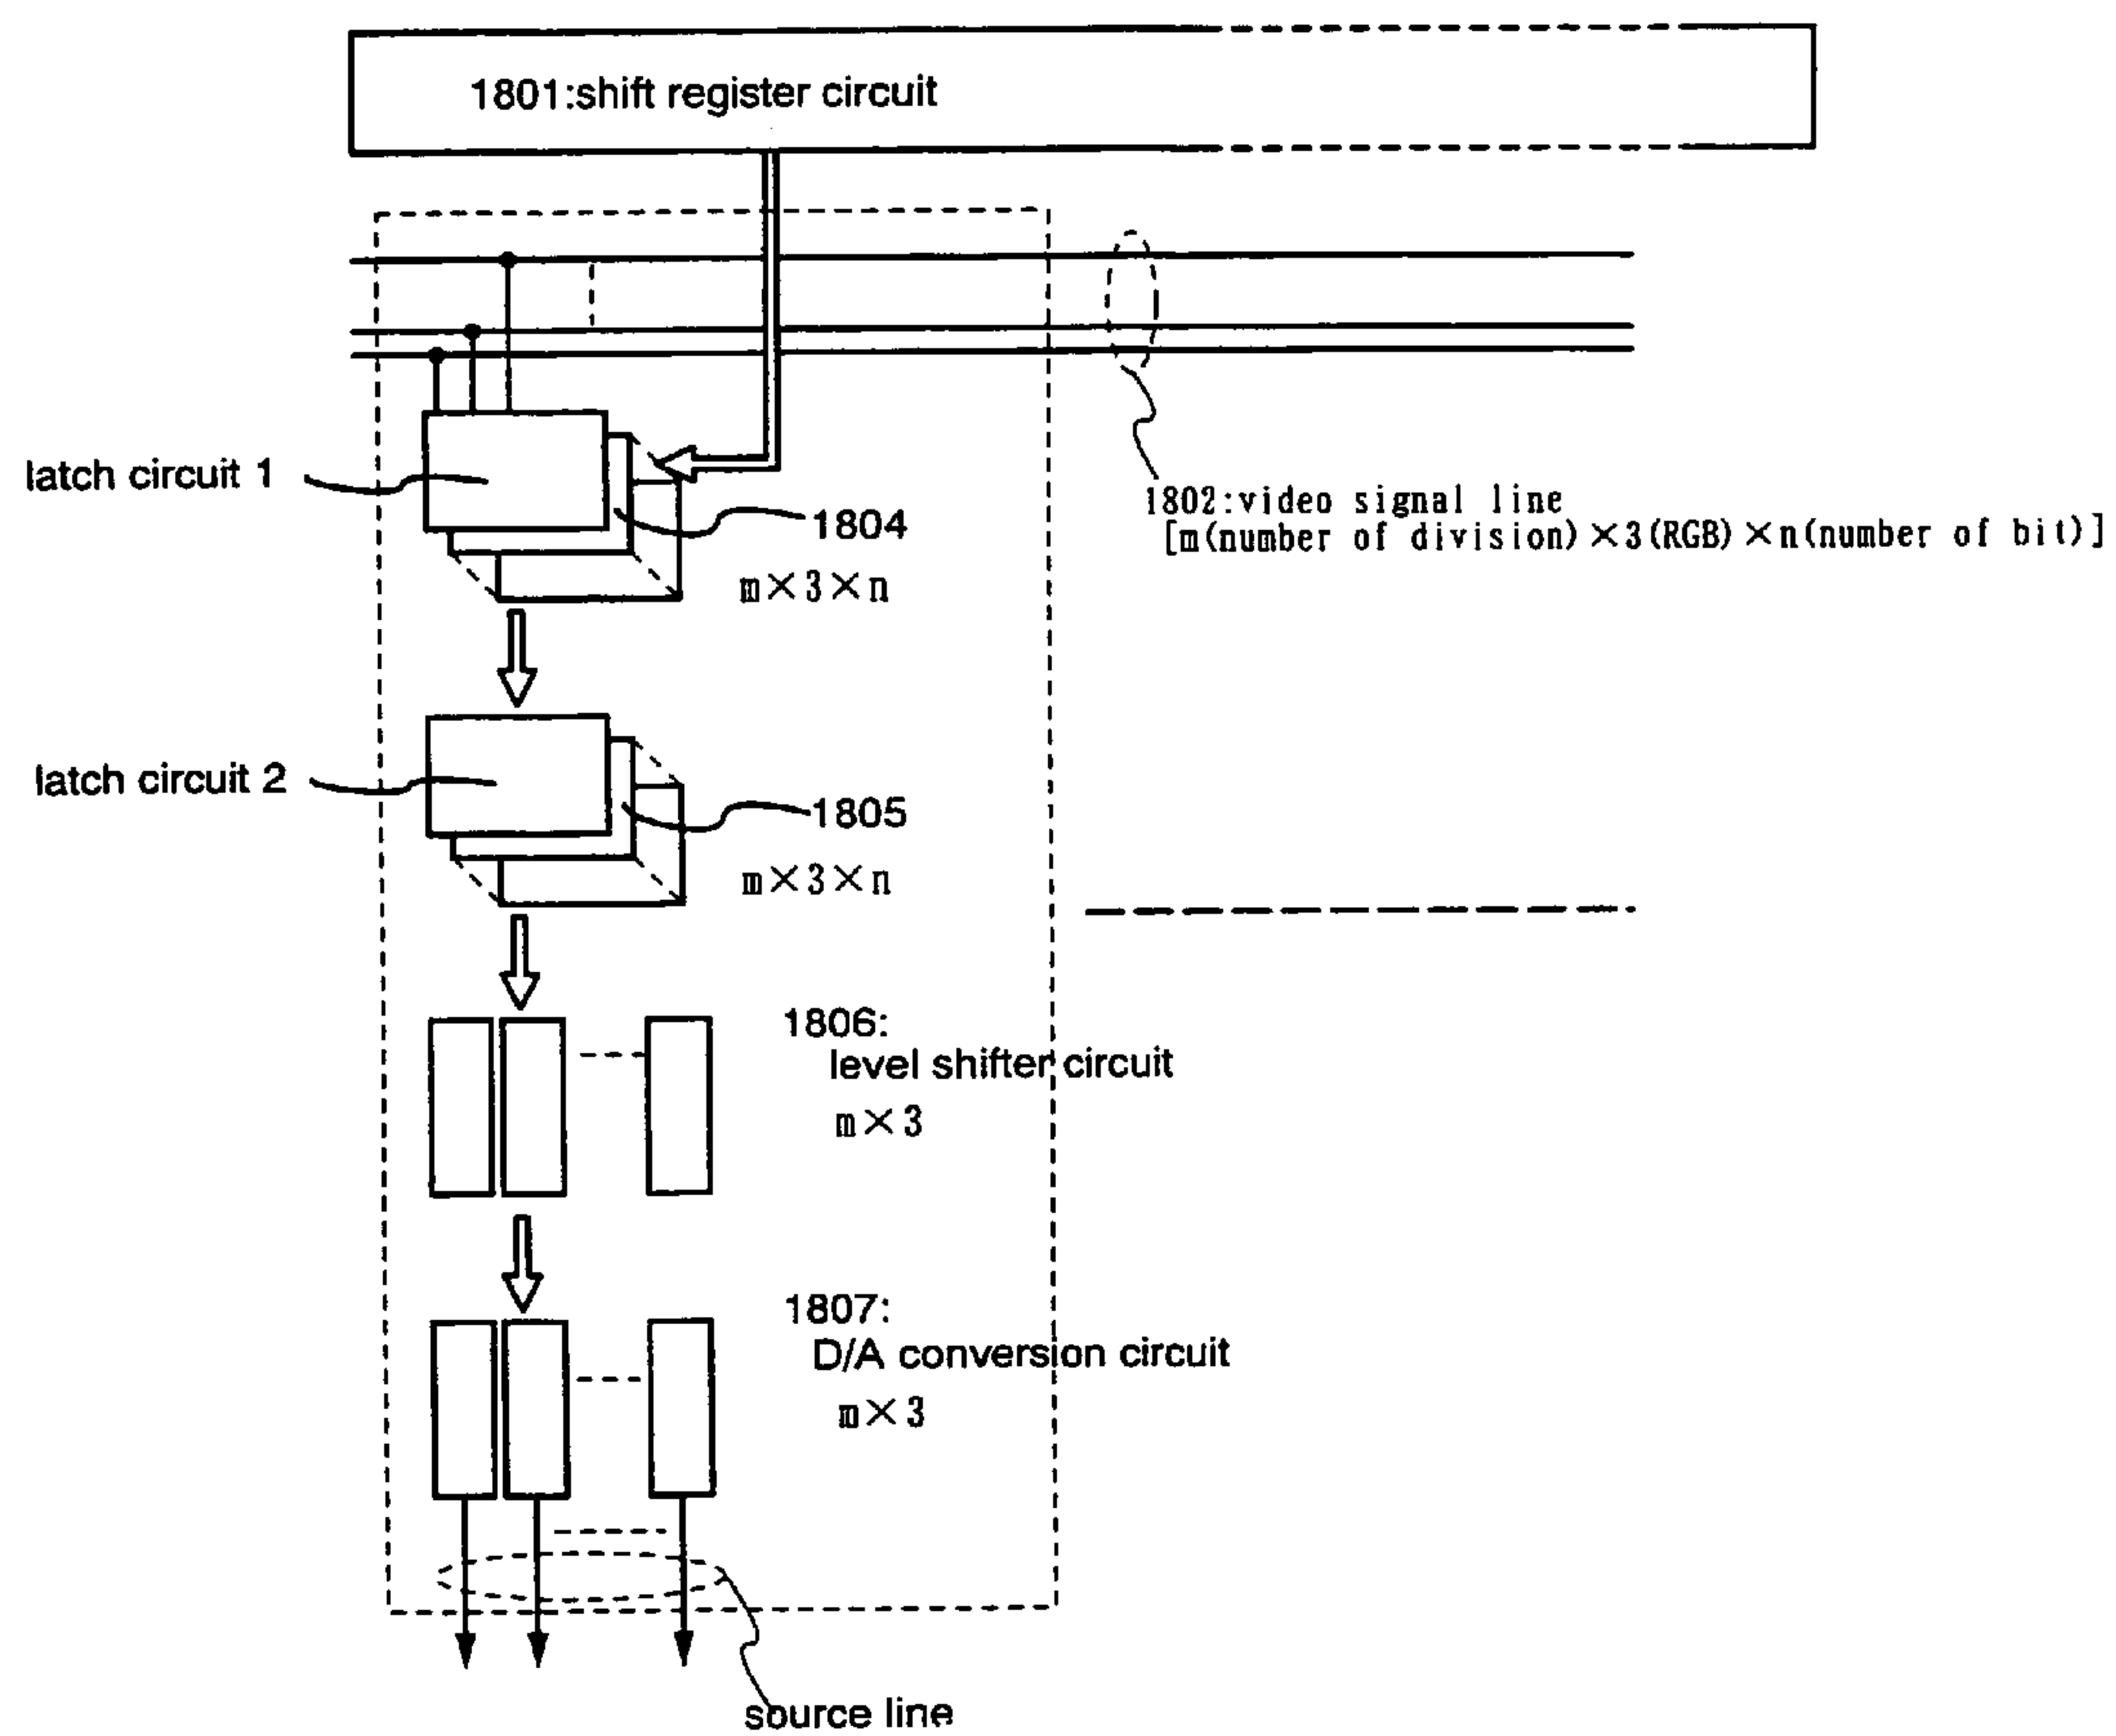 1801:shift register circuit
latch circuit 1
1804
m×3×n
1802:video signal line
[m(number of division)×3(RGB)×n(number of bit)]
latch circuit 2
1805
m×3×n
1806:
level shifter circuit
m×3
1807:
D/A conversion circuit
m×3
source line